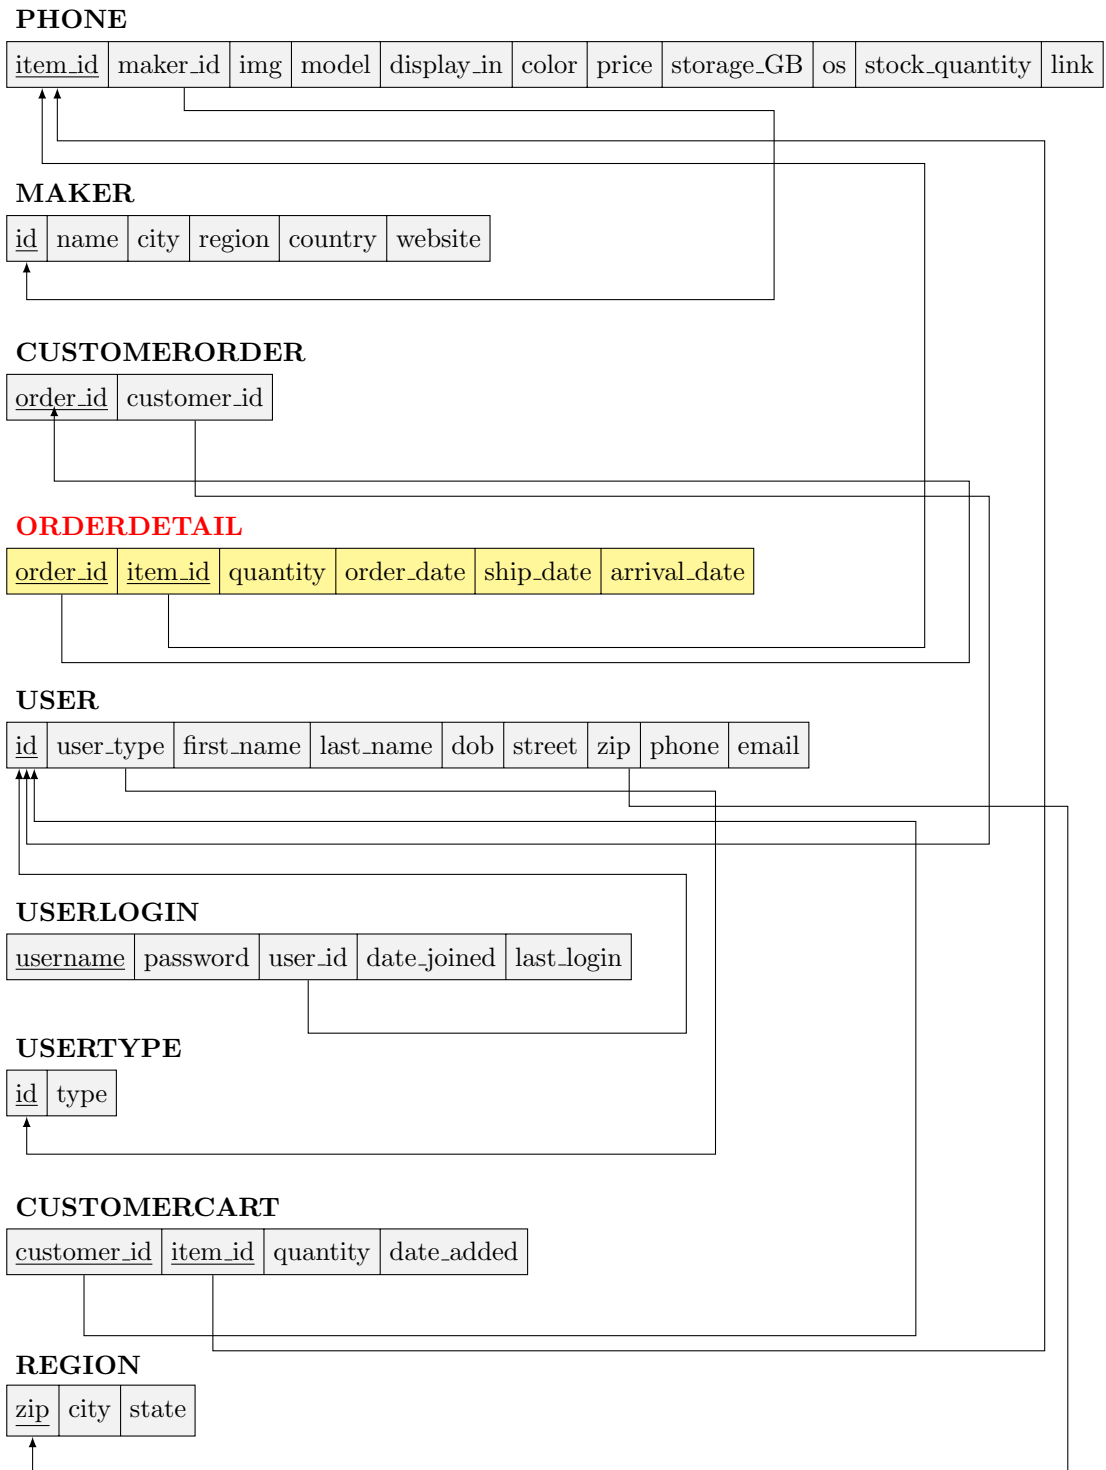 PHONE
item_id maker_id img model display_in color price storage_GB os stock_quantity link
MAKER
id name city region country website
CUSTOMERORDER
order_id customer_id
ORDERDETAIL
order_id item_id quantity order_date ship_date arrival_date
USER
id user_type first_name last_name dob street zip phone email
USERLOGIN
username password user_id date_joined last_login
USERTYPE
id type
CUSTOMERCART
customer_id item_id quantity date_added
REGION
zip city state